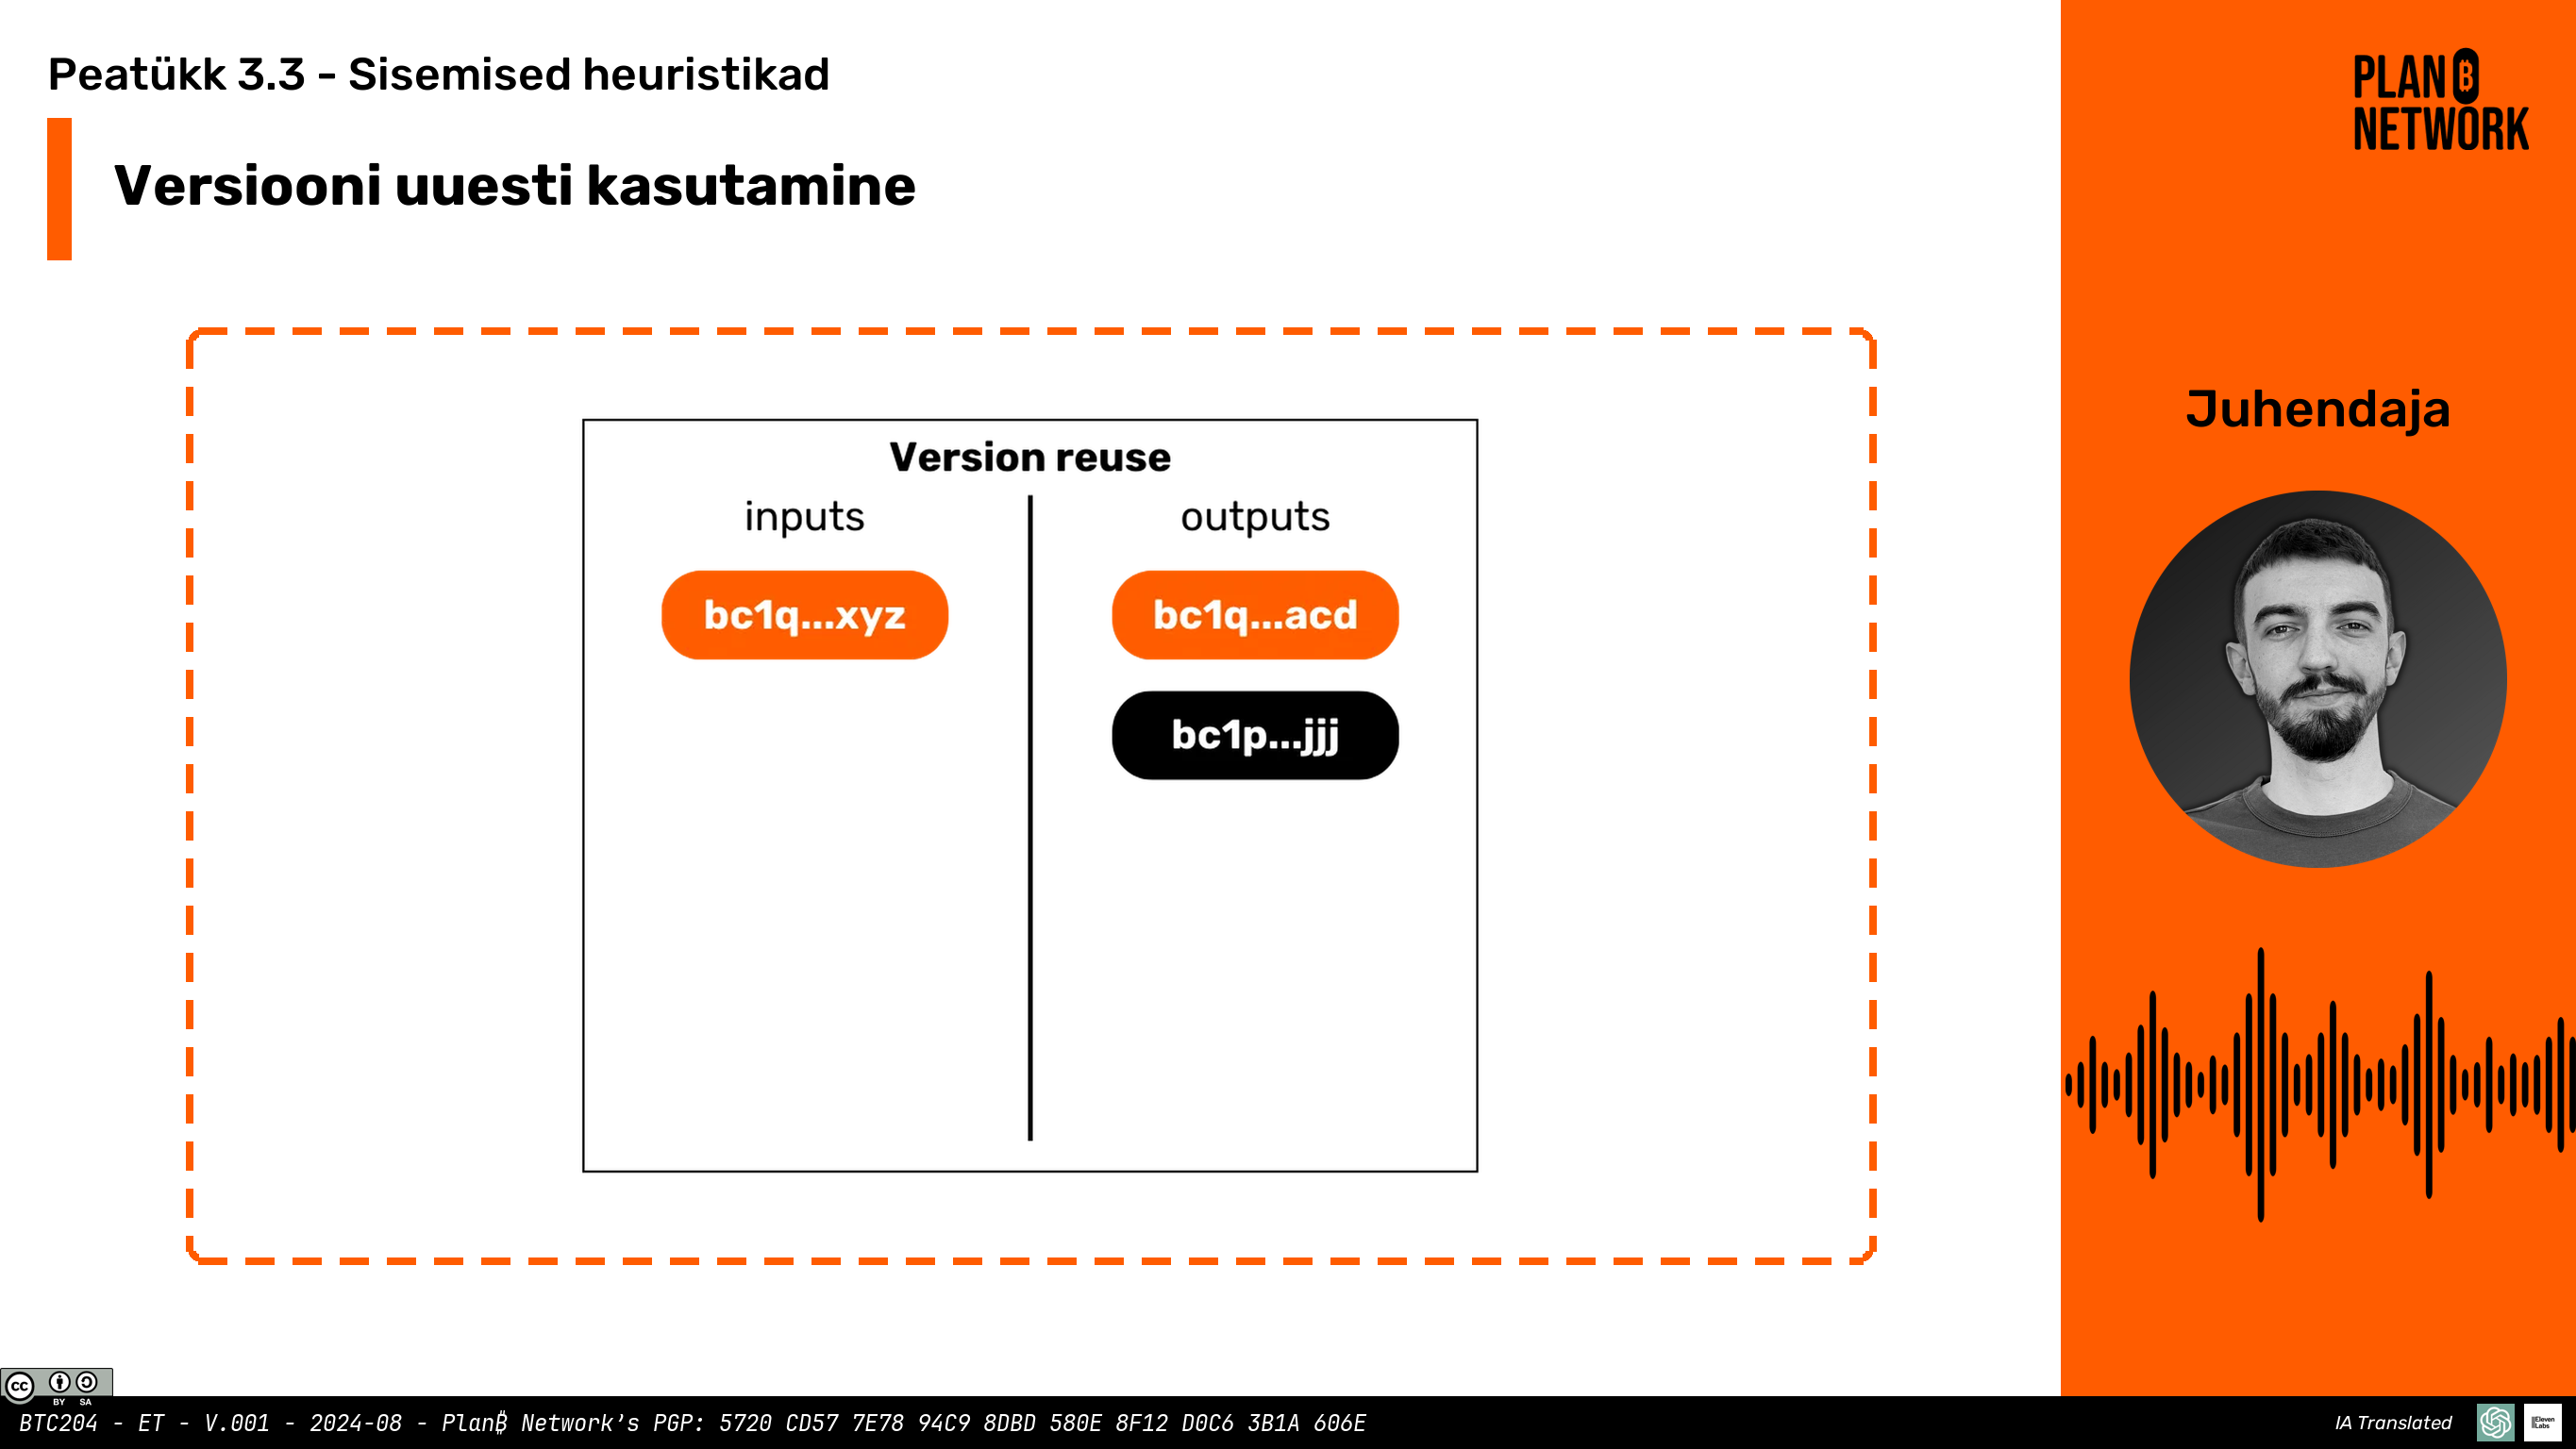 Peatükk 3.3 - Sisemised heuristikad
Versiooni uuesti kasutamine
Version reuse
inputs
outputs
bc1q...xyz
bc1q...acd
bc1p...jjj
PLAN ₿
NETWORK
Juhendaja
CC BY SA
BTC204 - ET - V.001 - 2024-08 - Plan₿ Network's PGP: 5720 CD57 7E78 94C9 8DBD 580E 8F12 D0C6 3B1A 606E
IA Translated
ElevenLabs